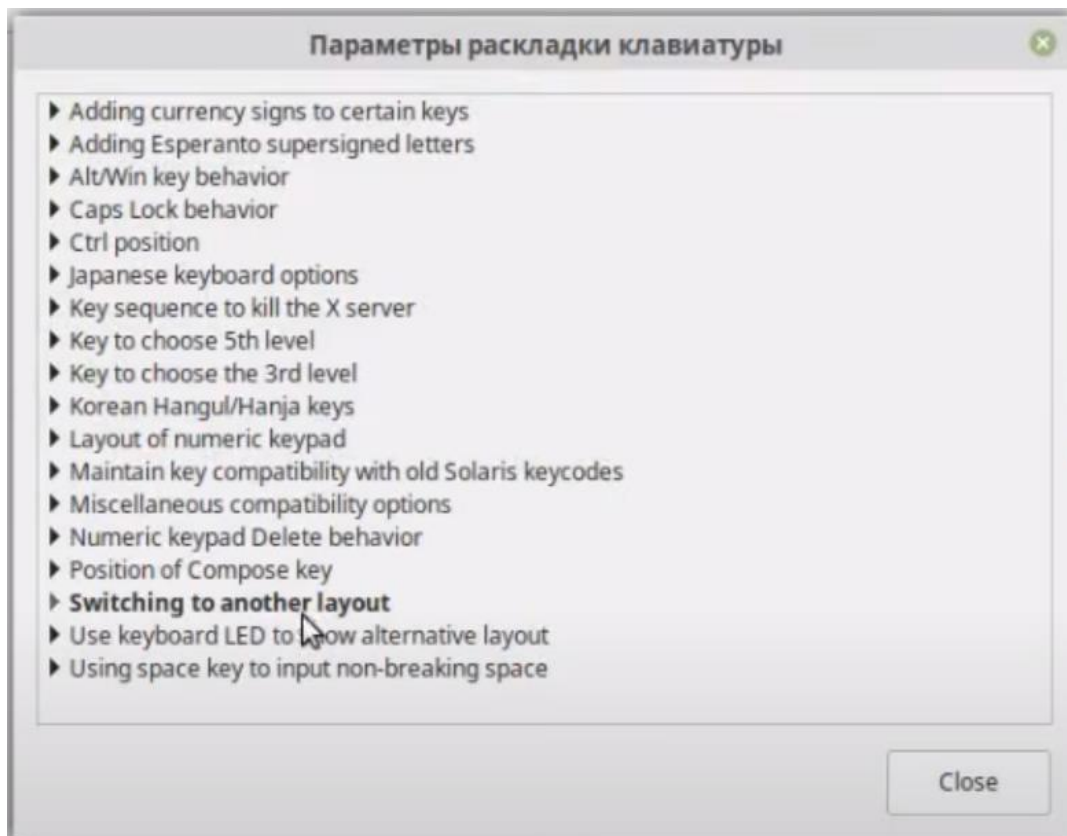 Параметры раскладки клавиатуры
Adding currency signs to certain keys
Adding Esperanto supersigned letters
Alt/Win key behavior
Caps Lock behavior
Ctrl position
Japanese keyboard options
Key sequence to kill the X server
Key to choose 5th level
Key to choose the 3rd level
Korean Hangul/Hanja keys
Layout of numeric keypad
Maintain key compatibility with old Solaris keycodes
Miscellaneous compatibility options
Numeric keypad Delete behavior
Position of Compose key
Switching to another layout
Use keyboard LED to show alternative layout
Using space key to input non-breaking space
Close